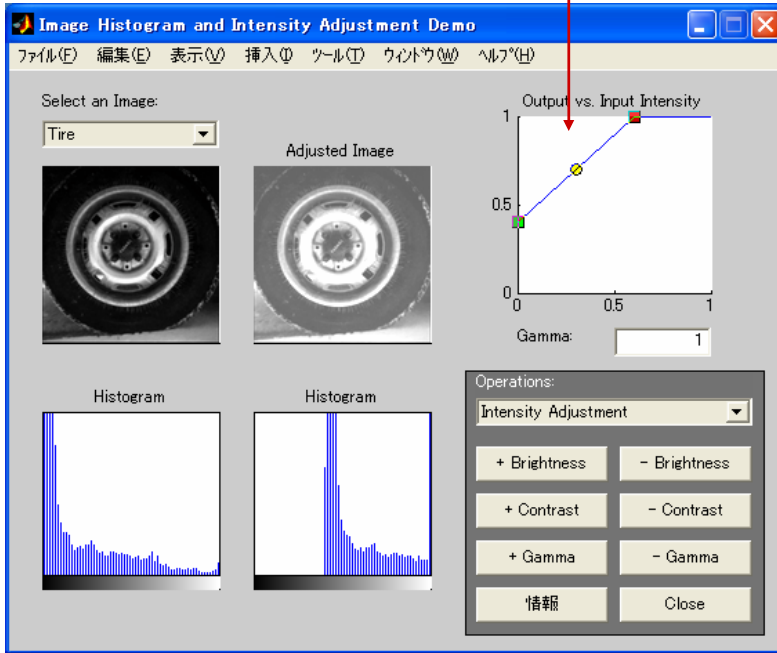 Image Histogram and Intensity Adjustment Demo
ファイル(F) 編集(E) 表示(V) 挿入(I) ツール(T) ウィンドウ(W) ヘルプ(H)
Select an Image:
Tire
Adjusted Image
Output vs. Input Intensity
1
0.5
0
0 0.5 1
Gamma: 1
Histogram
Histogram
Operations:
Intensity Adjustment
+ Brightness - Brightness
+ Contrast - Contrast
+ Gamma - Gamma
情報 Close